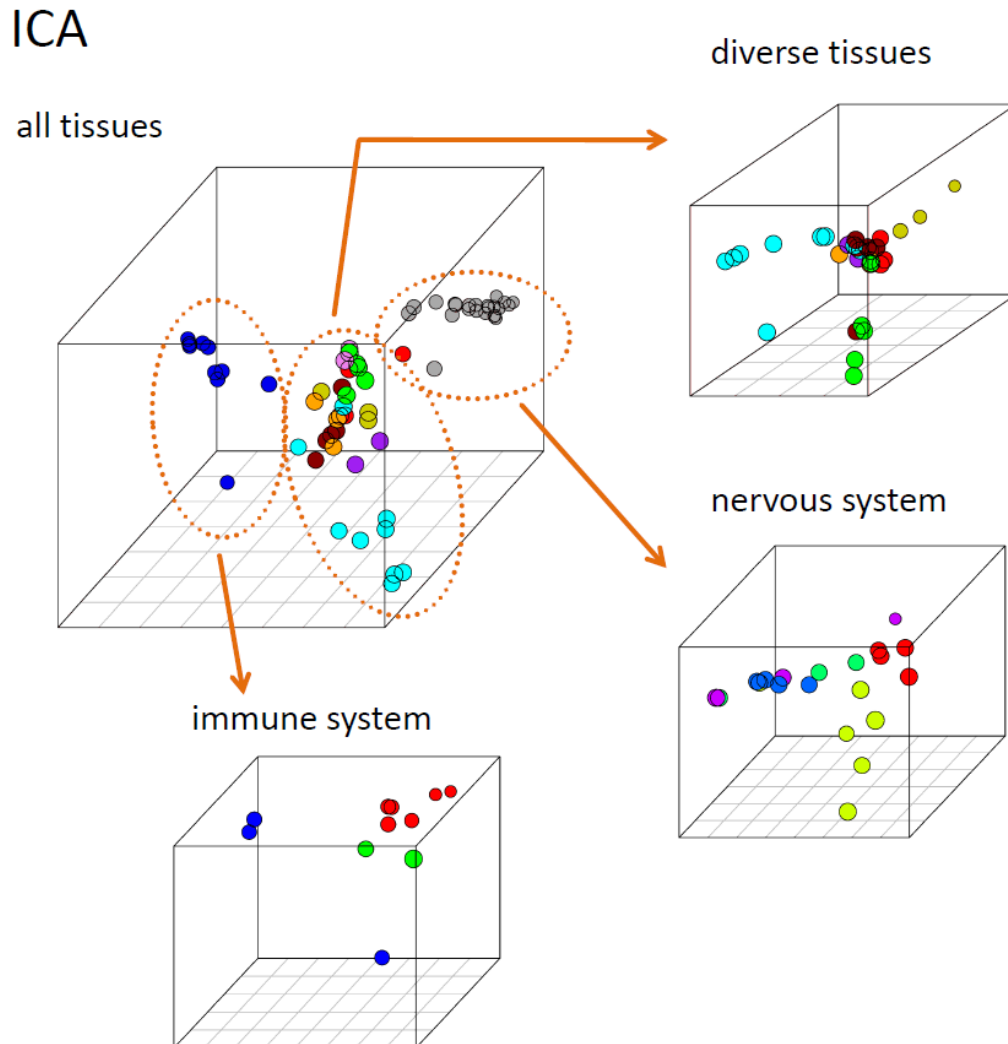 ICA
diverse tissues
all tissues
nervous system
immune system